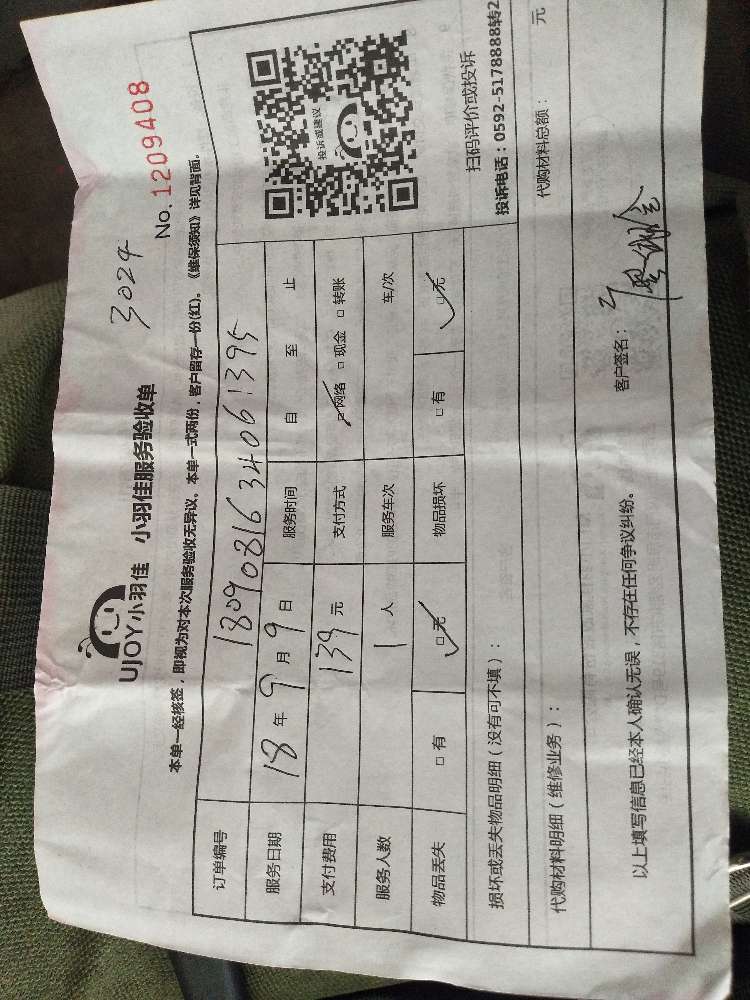 3024
UJOY小羽佳 小羽佳服务验收单
No. 1209408
本单一经核签，即视为对本次服务验收无异议。本单一式两份，客户留存一份(红)。《维保须知》详见背面。
订单编号 1809081634061395
服务日期 18年9月9日 服务时间 自 至 止
支付费用 139元 支付方式 □网络 □现金 □转账
服务人数 1人 服务车次 车/次
物品丢失 □有 □无 物品损坏 □有 □无
投诉或建议
扫码评价或投诉
投诉电话：0592-5178888转2
损坏或丢失物品明细（没有可不填）：
代购材料明细（维修业务）： 代购材料总额： 元
以上填写信息已经本人确认无误，不存在任何争议纠纷。
客户签名：